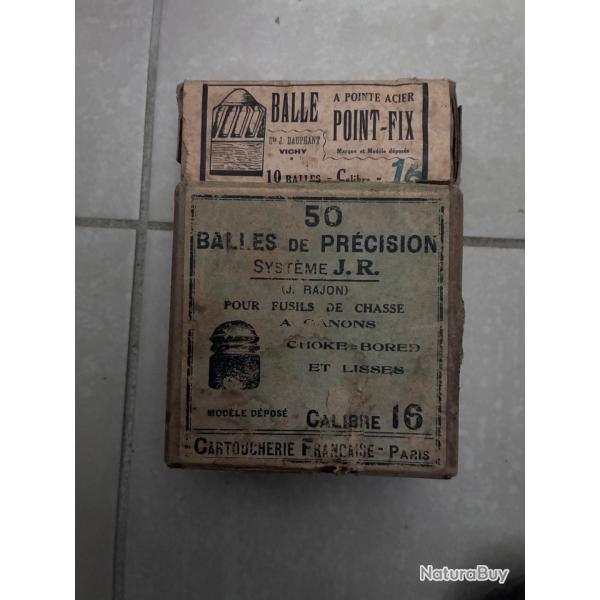 BALLE
A POINTE ACIER
POINT-FIX
Ets J. DAUPHANT
VICHY
Marque et Modèle déposés
10 BALLES - Calibre - 16
50
BALLES DE PRÉCISION
SYSTÈME J.R.
(J. RAJON)
POUR FUSILS DE CHASSE
A CANONS
CHOKE=BORED
ET LISSES
MODÈLE DÉPOSÉ
CALIBRE 16
CARTOUCHERIE FRANÇAISE - PARIS
NaturaBuy